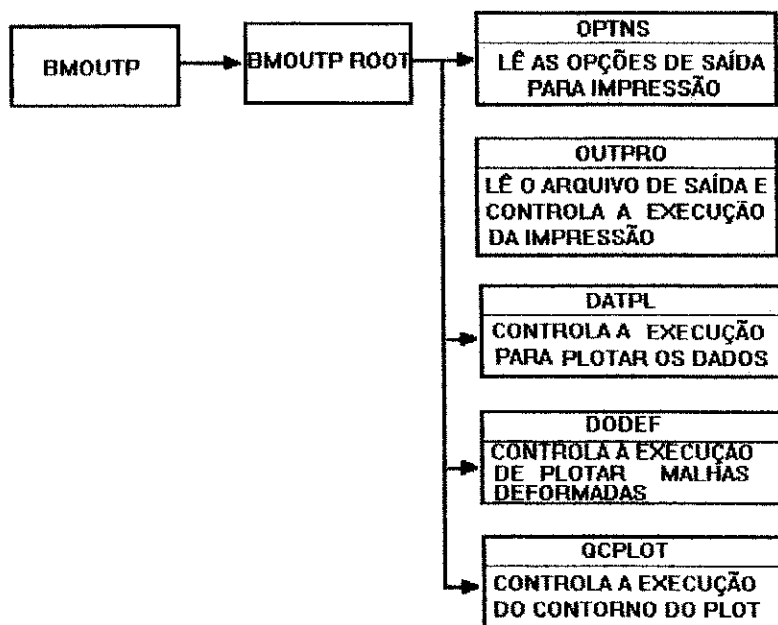 BMOUTP
BMOUTP ROOT
OPTNS
LÊ AS OPÇÕES DE SAÍDA
PARA IMPRESSÃO
OUTPRO
LÊ O ARQUIVO DE SAÍDA E
CONTROLA A EXECUÇÃO
DA IMPRESSÃO
DATPL
CONTROLA A EXECUÇÃO
PARA PLOTAR OS DADOS
DODEF
CONTROLA A EXECUÇAO
DE PLOTAR MALHAS
DEFORMADAS
QCPLOT
CONTROLA A EXECUÇÃO
DO CONTORNO DO PLOT